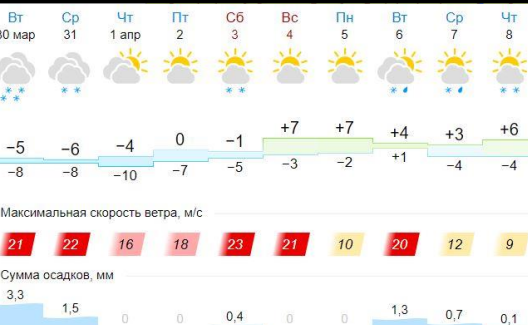 Вт Ср Чт Пт Сб Вс Пн Вт Ср Чт
30 мар 31 1 апр 2 3 4 5 6 7 8
−5 −6 −4 0 −1 +7 +7 +4 +3 +6
−8 −8 −10 −7 −5 −3 −2 +1 −4 −4
Максимальная скорость ветра, м/с
21 22 16 18 23 21 10 20 12 9
Сумма осадков, мм
3,3 1,5 0 0 0,4 0 0 1,3 0,7 0,1